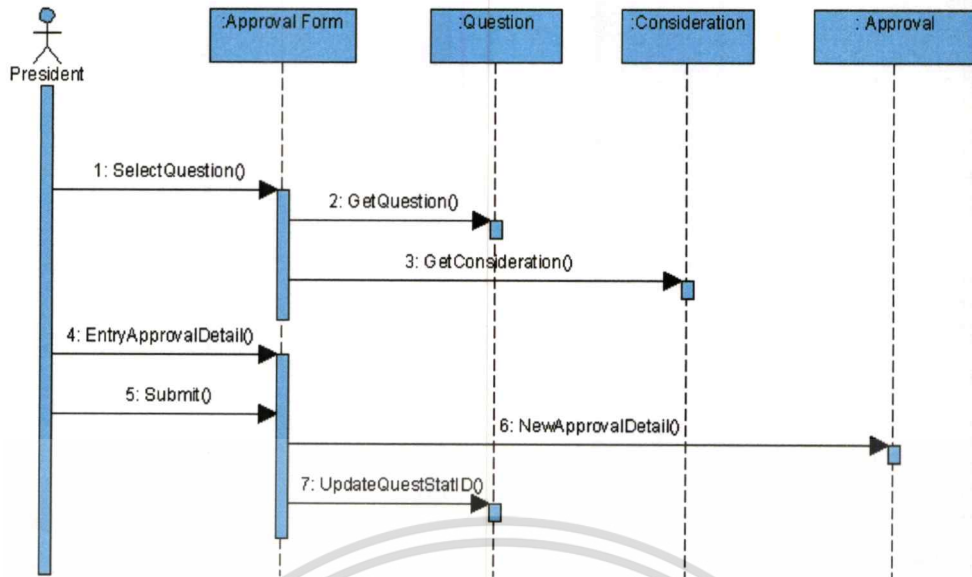 :Approval Form
:Question
:Consideration
: Approval
President
1: SelectQuestion()
2: GetQuestion()
3: GetConsideration()
4: EntryApprovalDetail()
5: Submit()
6: NewApprovalDetail()
7: UpdateQuestStatID()